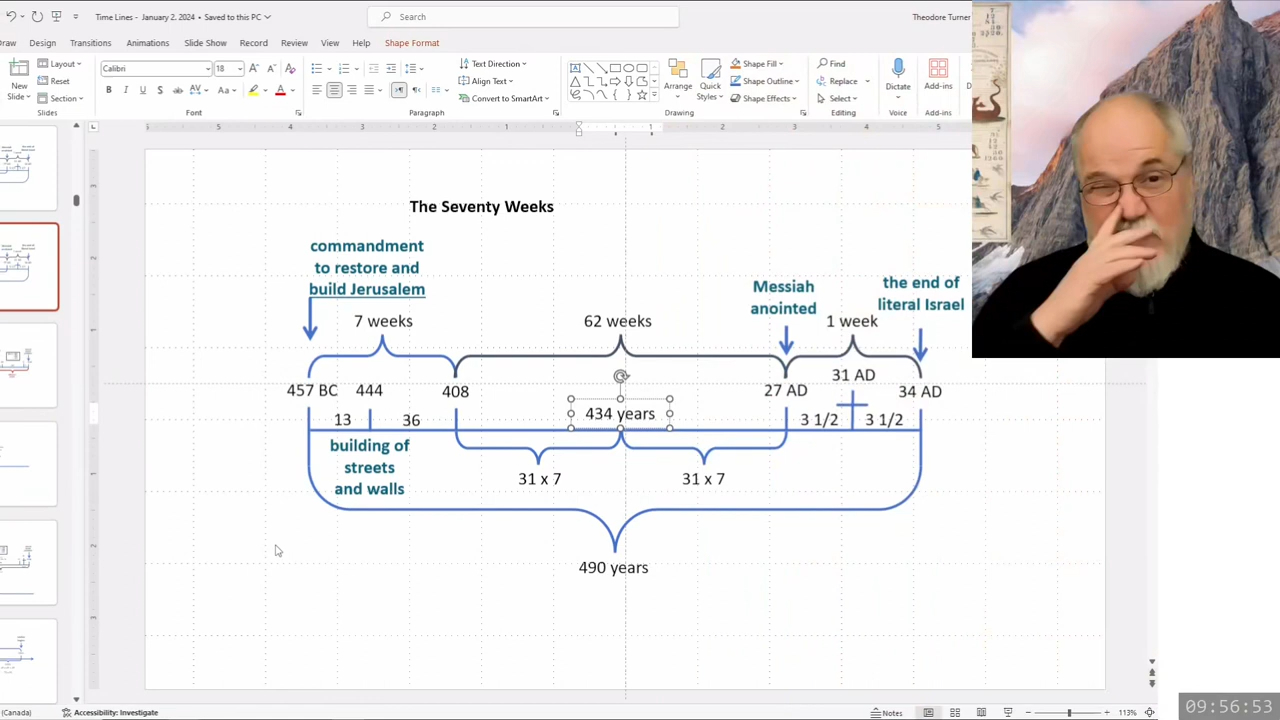 Time Lines - January 2, 2024 • Saved to this PC
Search
Theodore Turner
Draw
Design
Transitions
Animations
Slide Show
Record
Review
View
Help
Shape Format
New
Slide
Layout
Reset
Section
Calibri
18
Font
Text Direction
Align Text
Convert to SmartArt
Paragraph
Arrange
Quick
Styles
Shape Fill
Shape Outline
Shape Effects
Drawing
Find
Replace
Select
Editing
Dictate
Voice
Add-ins
Add-ins
The Seventy Weeks
commandment
to restore and
build Jerusalem
Messiah
anointed
the end of
literal Israel
7 weeks
62 weeks
1 week
457 BC
444
408
27 AD
31 AD
34 AD
434 years
13
36
3 1/2
3 1/2
building of
streets
and walls
31 x 7
31 x 7
490 years
(Canada)
Accessibility: Investigate
Notes
113%
09:56:53